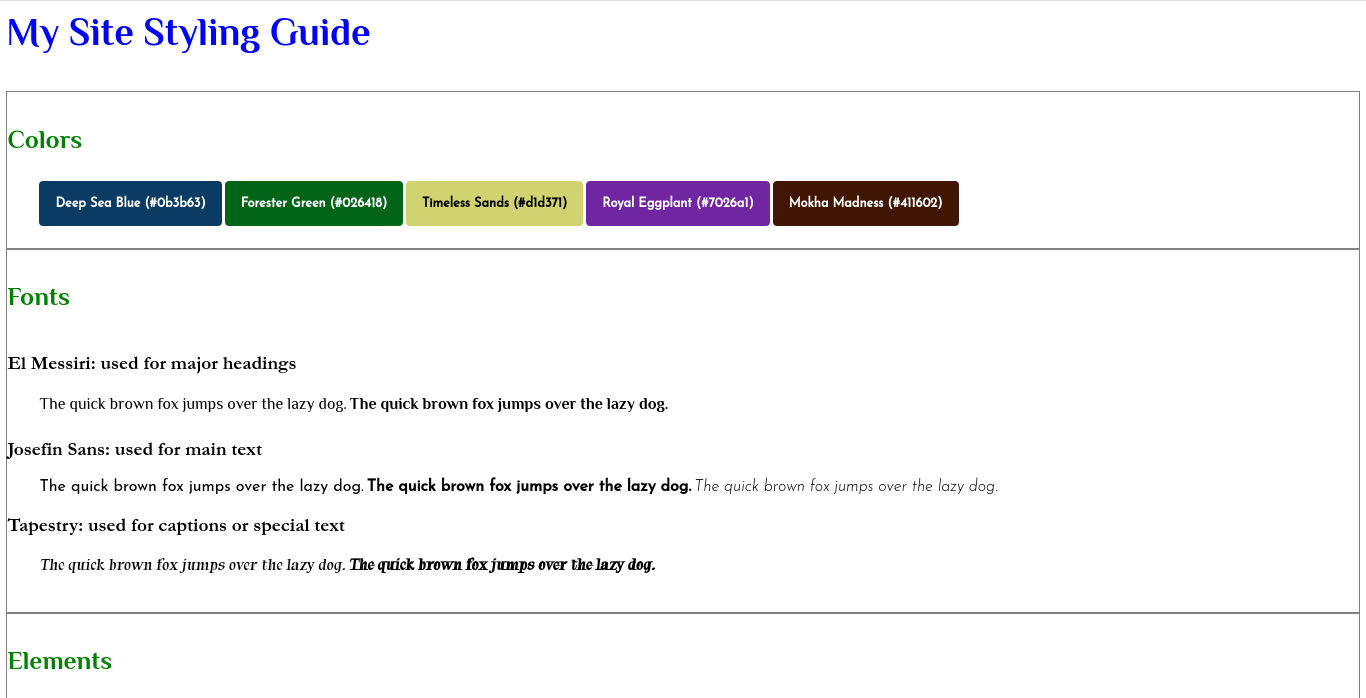 My Site Styling Guide
Colors
Deep Sea Blue (#0b3b63) Forester Green (#026418) Timeless Sands (#d1d371) Royal Eggplant (#7026a1) Mokha Madness (#411602)
Fonts
El Messiri: used for major headings
The quick brown fox jumps over the lazy dog. The quick brown fox jumps over the lazy dog.
Josefin Sans: used for main text
The quick brown fox jumps over the lazy dog. The quick brown fox jumps over the lazy dog. The quick brown fox jumps over the lazy dog.
Tapestry: used for captions or special text
The quick brown fox jumps over the lazy dog. The quick brown fox jumps over the lazy dog.
Elements